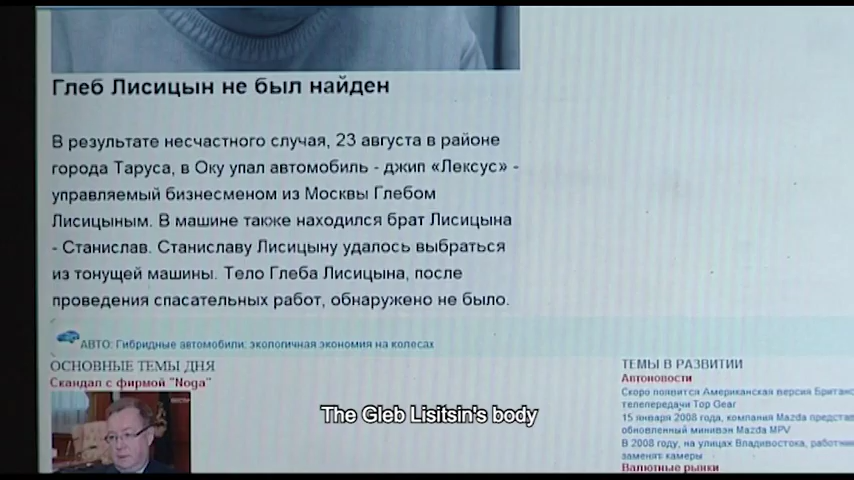 Глеб Лисицын не был найден
В результате несчастного случая, 23 августа в районе
города Таруса, в Оку упал автомобиль - джип «Лексус» -
управляемый бизнесменом из Москвы Глебом
Лисицыным. В машине также находился брат Лисицына
- Станислав. Станиславу Лисицыну удалось выбраться
из тонущей машины. Тело Глеба Лисицына, после
проведения спасательных работ, обнаружено не было.
АВТО: Гибридные автомобили: экологичная экономия на колесах
ОСНОВНЫЕ ТЕМЫ ДНЯ
Скандал с фирмой "Noga"
ВЕСТИ
ТЕМЫ В РАЗВИТИИ
Автоновости
Скоро появится Американская версия Британс
телепередачи Top Gear
15 января 2008 года, компания Mazda представ
обновленный минивэн Mazda MPV
В 2008 году, на улицах Владивостока, работник
заменят камеры
Валютные рынки
The Gleb Lisitsin's body